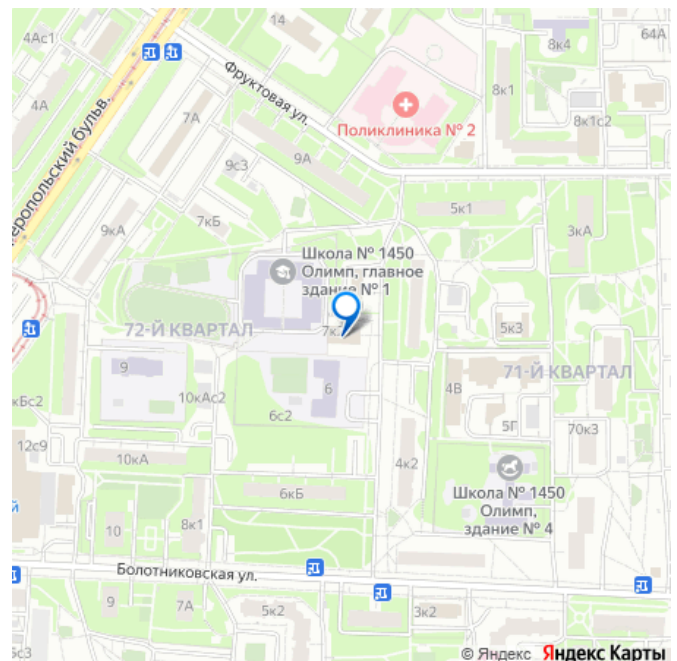 4Ас1
14
8к4
64А
4А
Фруктовая ул.
8к1
7А
Поликлиника № 2
8к1с2
еропольский бульв.
9А
9с3
5к1
9кА
7кБ
3кА
Школа № 1450
Олимп, главное
здание № 1
72-Й КВАРТАЛ
5к3
9
71-Й КВАРТАЛ
6
4В
кБс2
10кАс2
6с2
5Г
70к3
12с9
10кА
4к2
6кБ
Школа № 1450
Олимп,
здание № 4
й
10
8к1
Болотниковская ул.
9
7А
5к2
3к2
5с3
© Яндекс Яндекс Карты